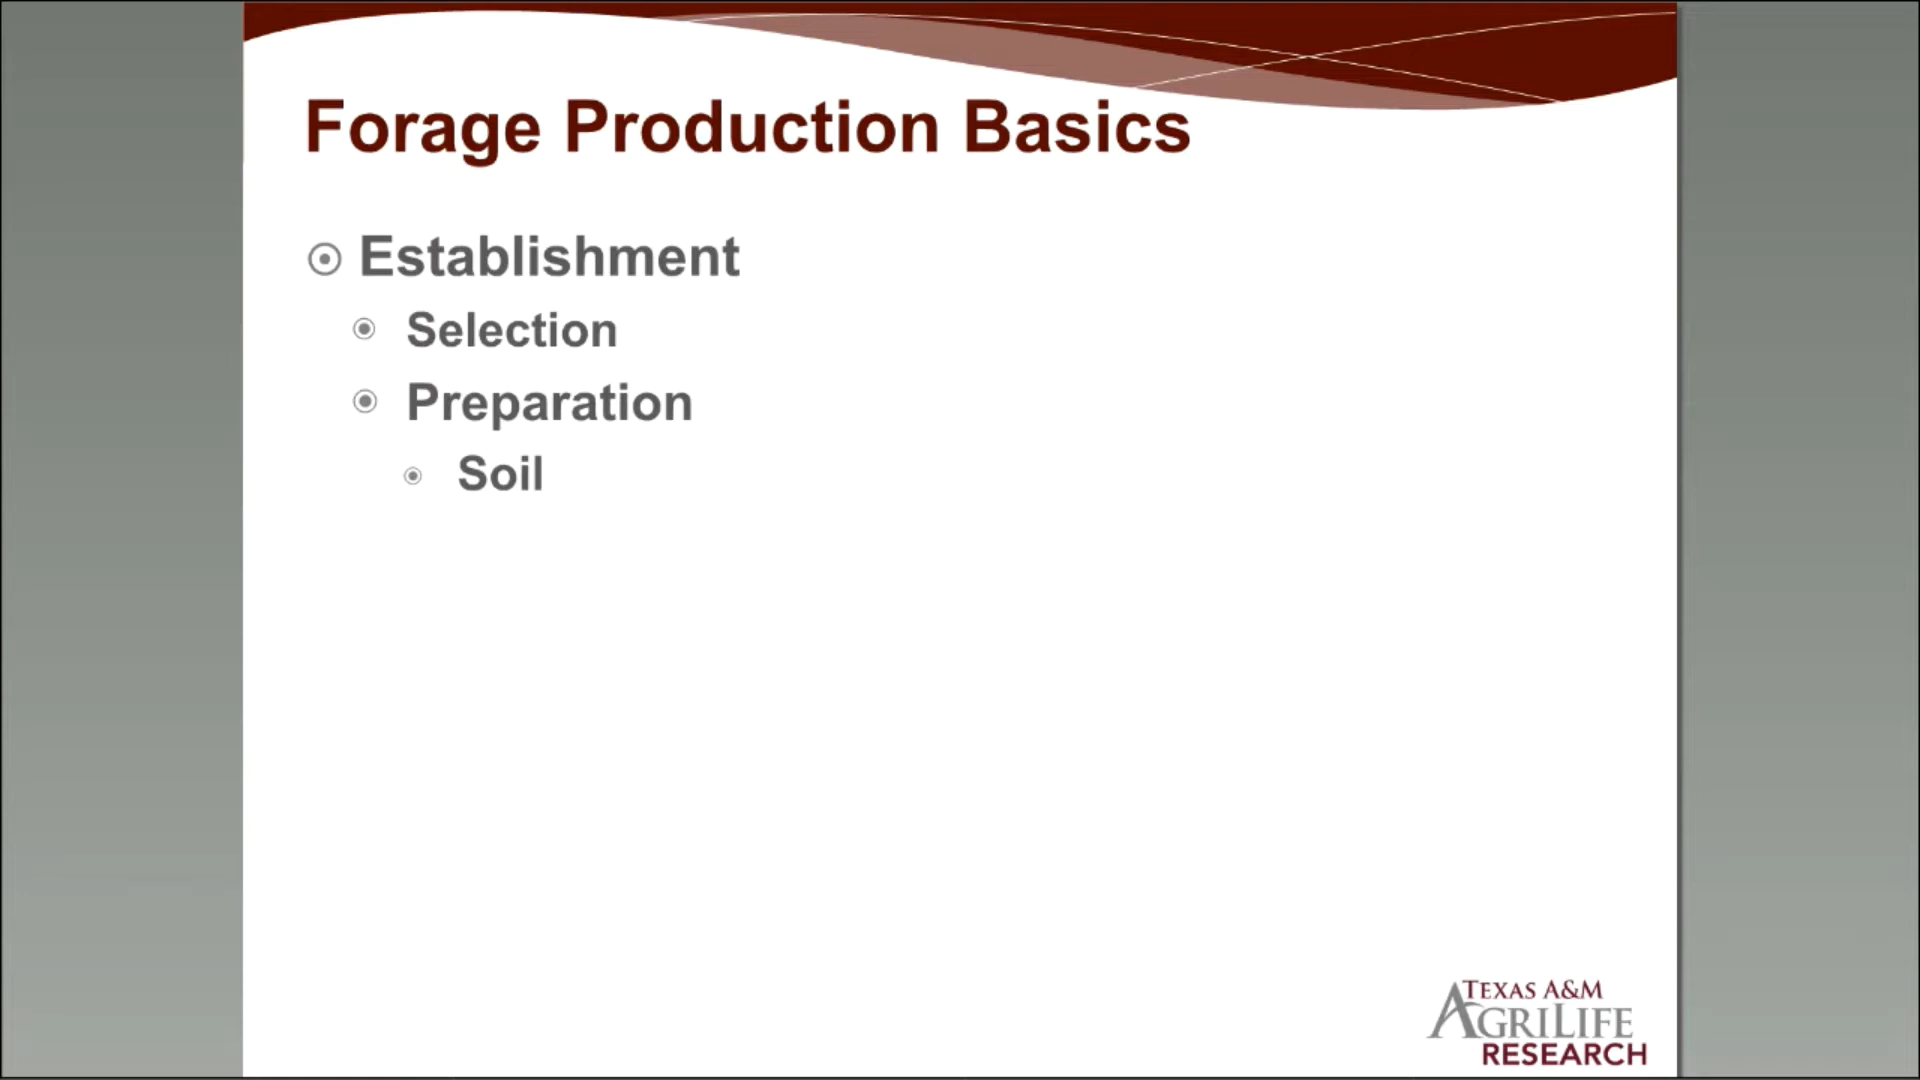 Forage Production Basics
Establishment
Selection
Preparation
Soil
TEXAS A&M
AGRILIFE
RESEARCH